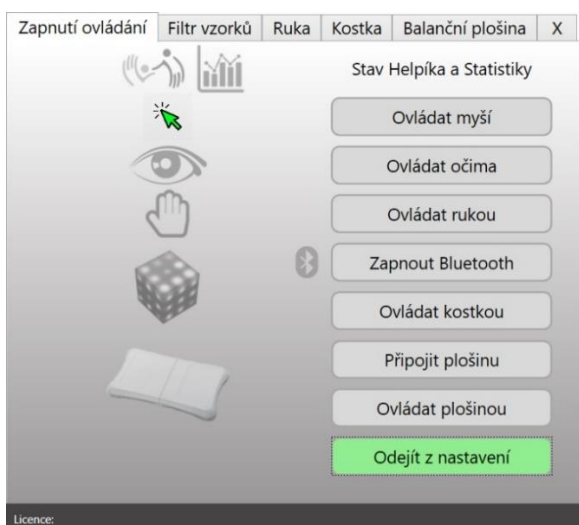 Zapnutí ovládání
Filtr vzorků
Ruka
Kostka
Balanční plošina
X
Stav Helpíka a Statistiky
Ovládat myší
Ovládat očima
Ovládat rukou
Zapnout Bluetooth
Ovládat kostkou
Připojit plošinu
Ovládat plošinou
Odejít z nastavení
Licence: